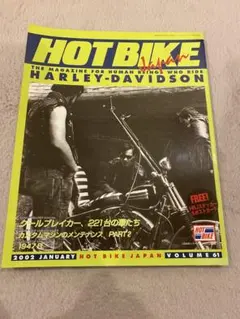 HOT BIKE
Japan
THE MAGAZINE FOR HUMAN BEINGS WHO RIDE
HARLEY-DAVIDSON
FREE!
クールブレイカー、221台の雄たち
カスタムマシンのメンテナンス、PART2
HOT BIKE
2002 JANUARY HOT BIKE JAPAN VOLUME 61